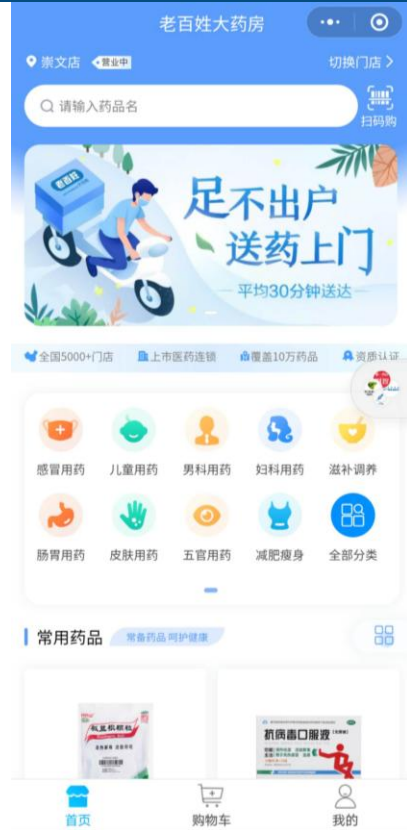 老百姓大药房
崇文店
营业中
切换门店
请输入药品名
扫码购
老百姓
足不出户
送药上门
平均30分钟送达
全国5000+门店
上市医药连锁
覆盖10万药品
资质认证
感冒用药
儿童用药
男科用药
妇科用药
滋补调养
肠胃用药
皮肤用药
五官用药
减肥瘦身
全部分类
常用药品
常备药品 呵护健康
板蓝根颗粒
抗病毒口服液
首页
购物车
我的